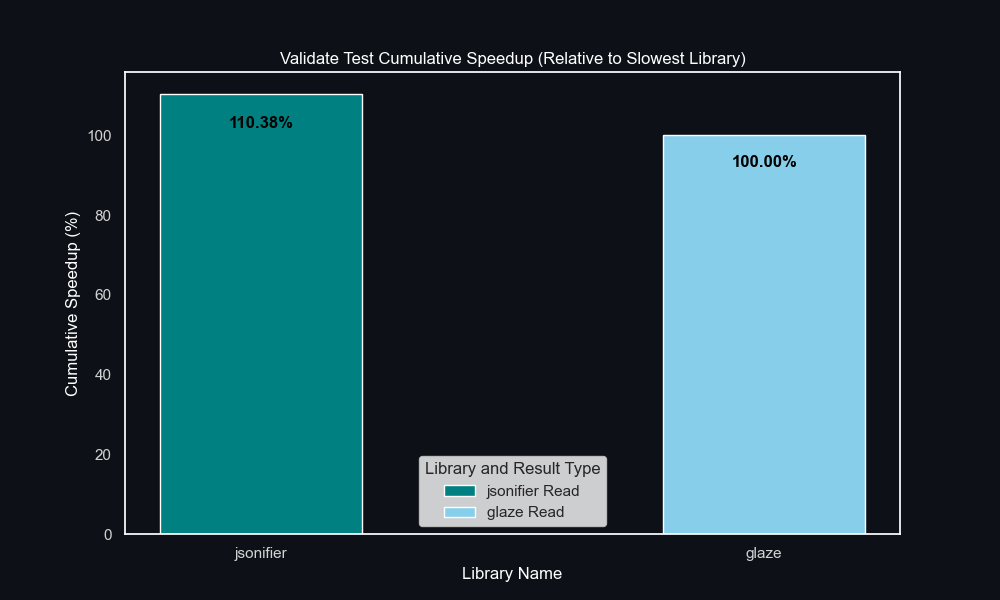 Validate Test Cumulative Speedup (Relative to Slowest Library)
Cumulative Speedup (%)
100
80
60
40
20
0
110.38%
100.00%
Library and Result Type
jsonifier Read
glaze Read
jsonifier
glaze
Library Name